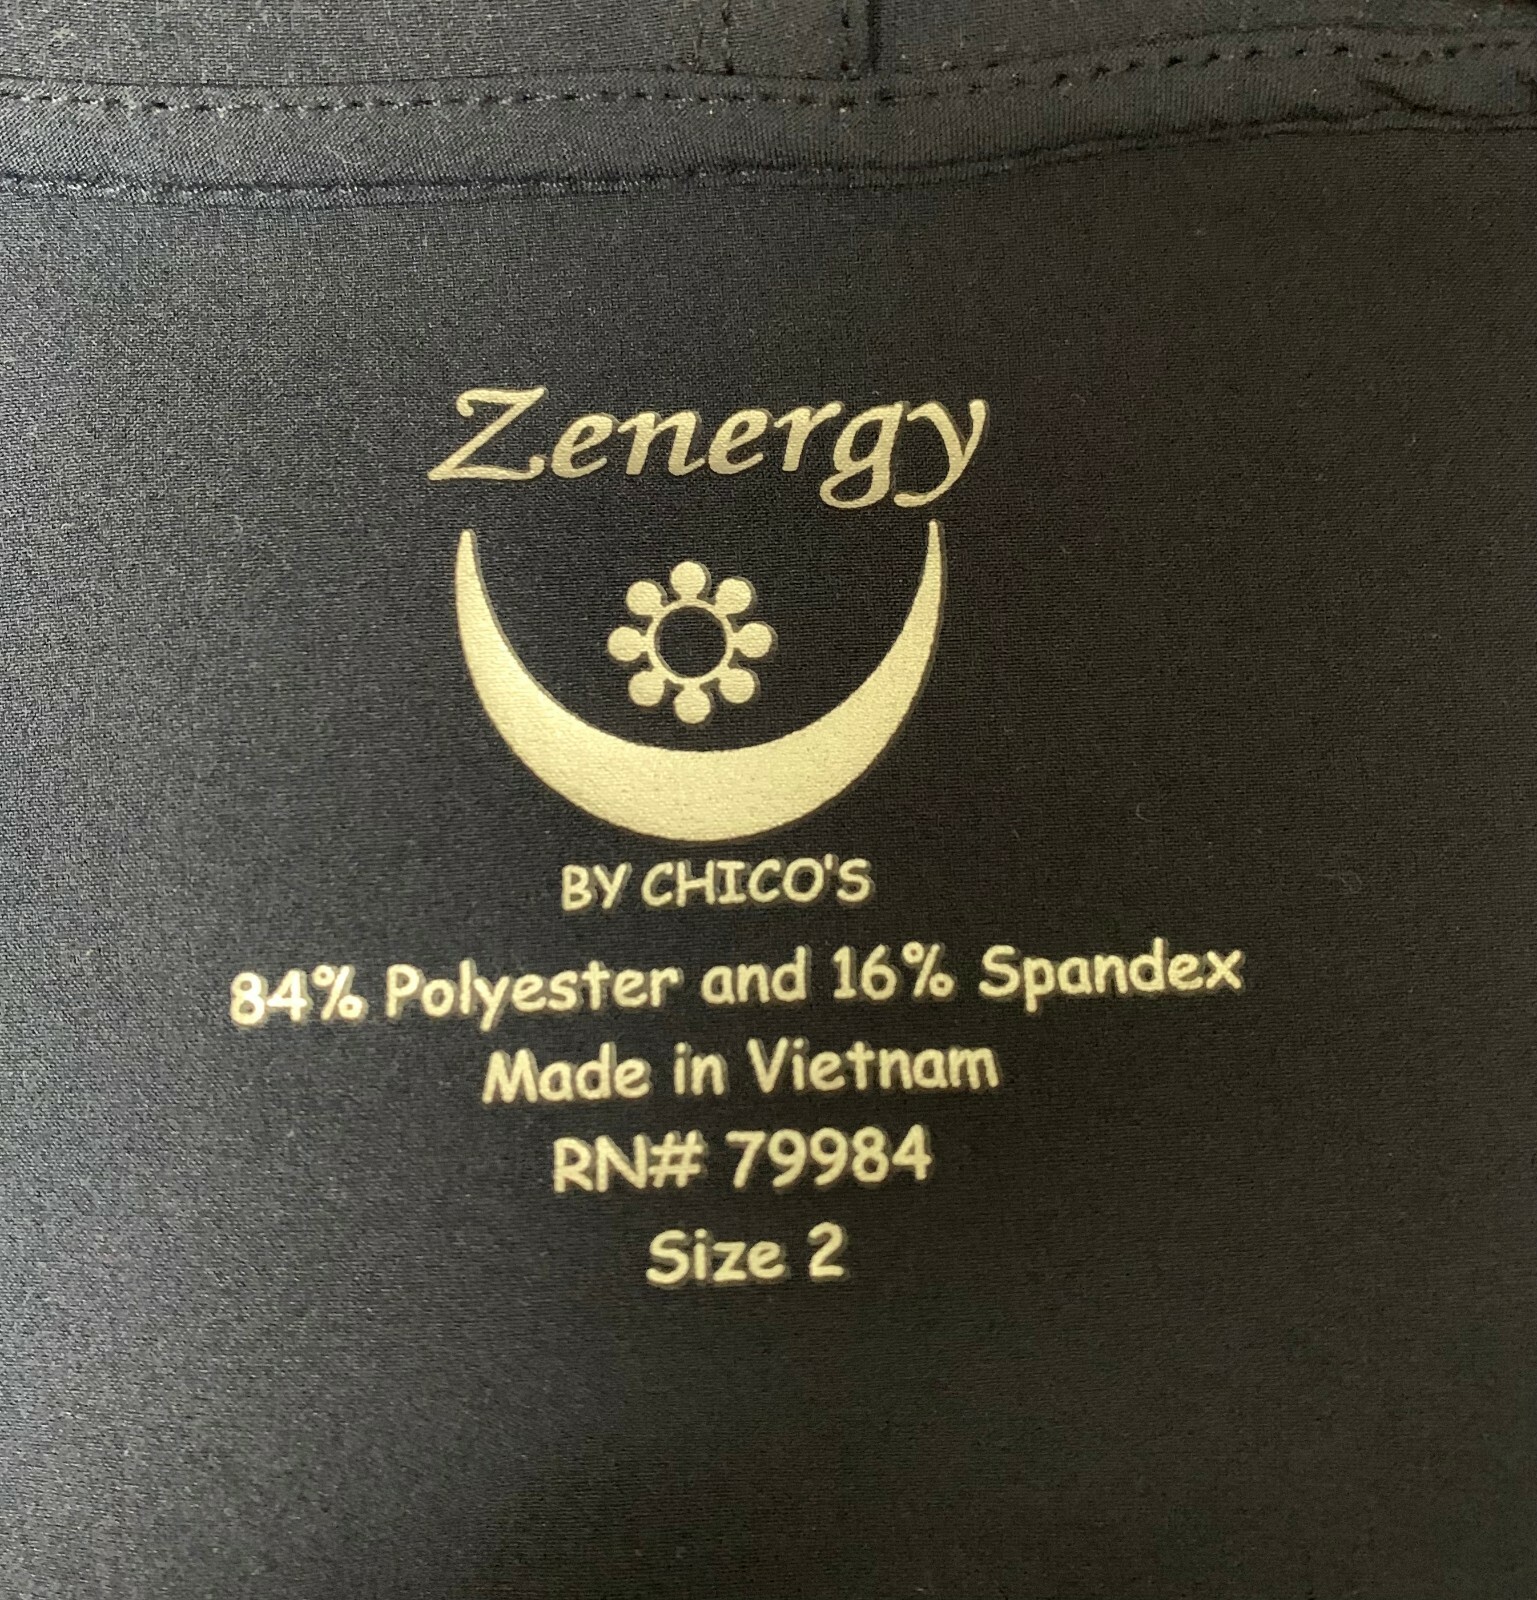 Zenergy
BY CHICO'S
84% Polyester and 16% Spandex
Made in Vietnam
RN# 79984
Size 2